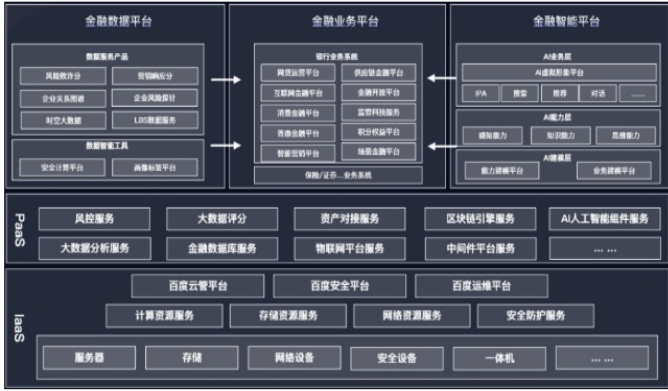 金融数据平台
金融业务平台
金融智能平台
数据服务产品
风险欺诈分
营销响应分
企业关系图谱
企业风险探针
时空大数据
LBS数据服务
数据智能工具
安全计算平台
画像标签平台
银行业务系统
网贷运营平台
供应链金融平台
互联网金融平台
金融开放平台
消费金融平台
监管科技服务
普惠金融平台
积分权益平台
智能营销平台
场景金融平台
保险/证券...业务系统
AI业务层
AI虚拟形象平台
IPA
搜索
推荐
对话
......
AI能力层
感知能力
知识能力
思维能力
AI建模层
能力建模平台
业务建模平台
PaaS
风控服务
大数据评分
资产对接服务
区块链引擎服务
AI人工智能组件服务
大数据分析服务
金融数据库服务
物联网平台服务
中间件平台服务
... ...
IaaS
百度云管平台
百度安全平台
百度运维平台
计算资源服务
存储资源服务
网络资源服务
安全防护服务
服务器
存储
网络设备
安全设备
一体机
... ...